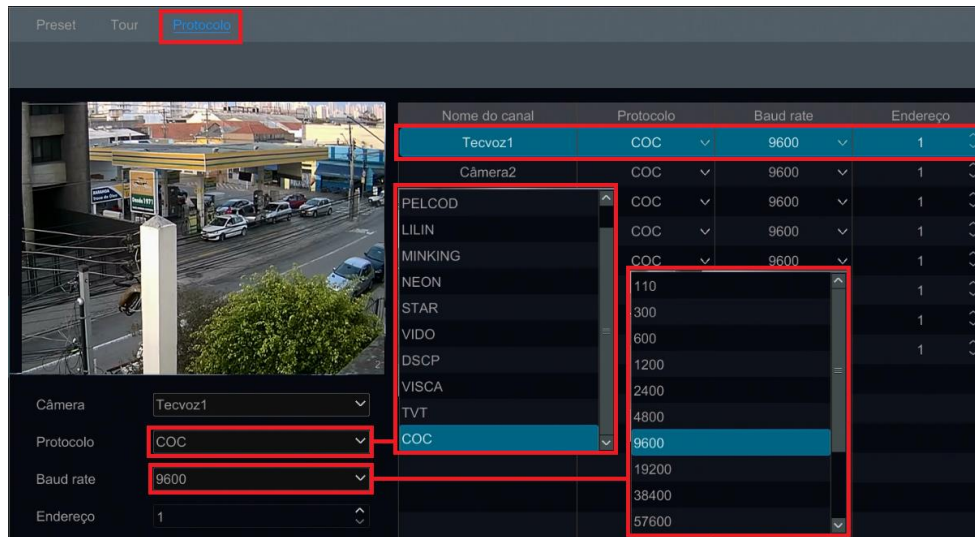 Preset Tour Protocolo
Nome do canal Protocolo Baud rate Endereço
Tecvoz1 COC 9600 1
Câmera2 COC 9600 1
COC 9600 1
COC 9600 1
COC 9600 1
1
1
1
PELCOD
LILIN
MINKING
NEON
STAR
VIDO
DSCP
VISCA
TVT
COC
110
300
600
1200
2400
4800
9600
19200
38400
57600
Câmera Tecvoz1
Protocolo COC
Baud rate 9600
Endereço 1